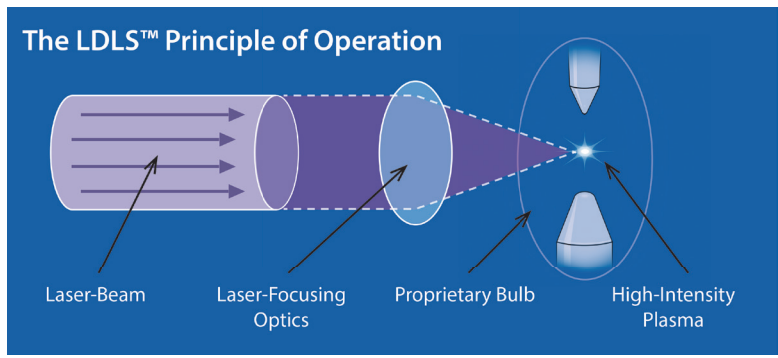 The LDLS™ Principle of Operation
Laser-Beam
Laser-Focusing
Optics
Proprietary Bulb
High-Intensity
Plasma